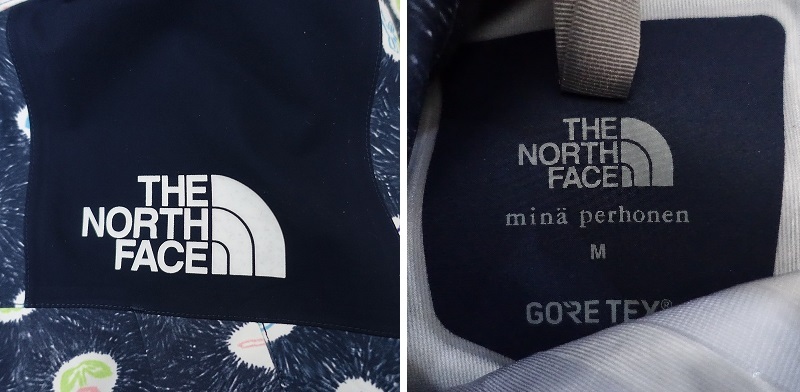 THE
NORTH
FACE
THE
NORTH
FACE
minä perhonen
M
GORE-TEX®